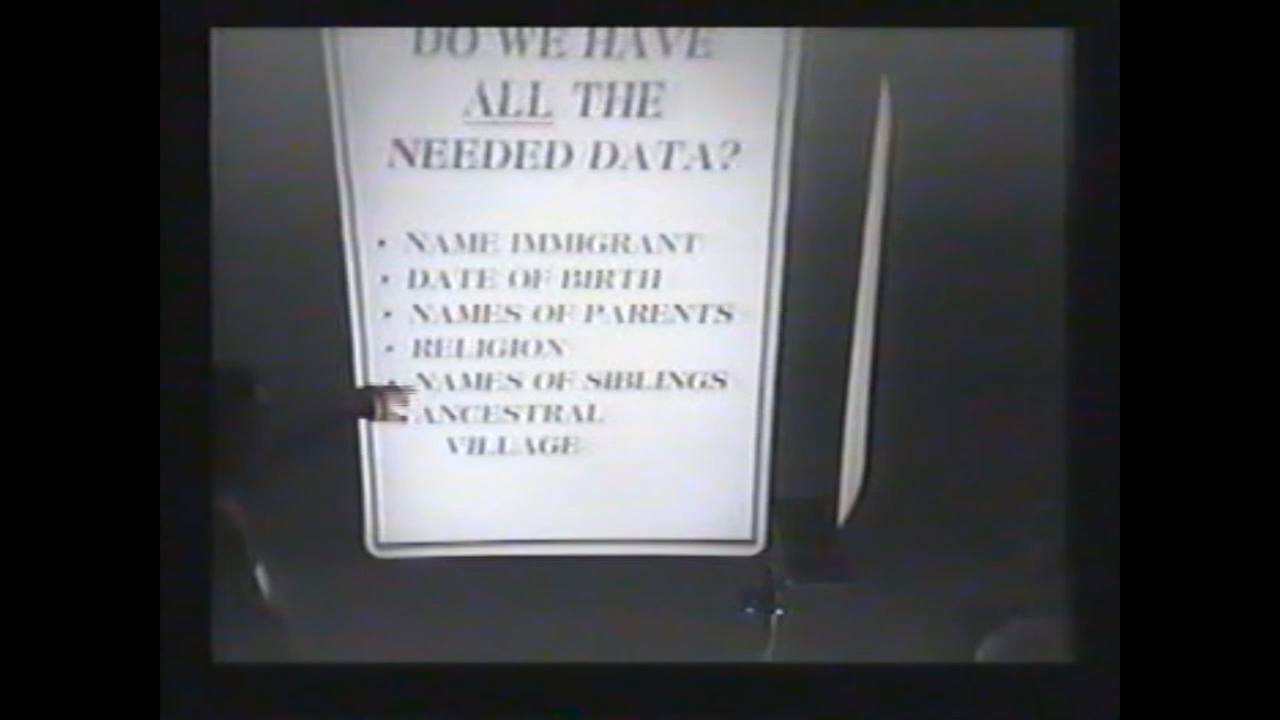 DO WE HAVE
ALL THE
NEEDED DATA?
• NAME IMMIGRANT
• DATE OF BIRTH
• NAMES OF PARENTS
• RELIGION
• NAMES OF SIBLINGS
• ANCESTRAL
VILLAGE